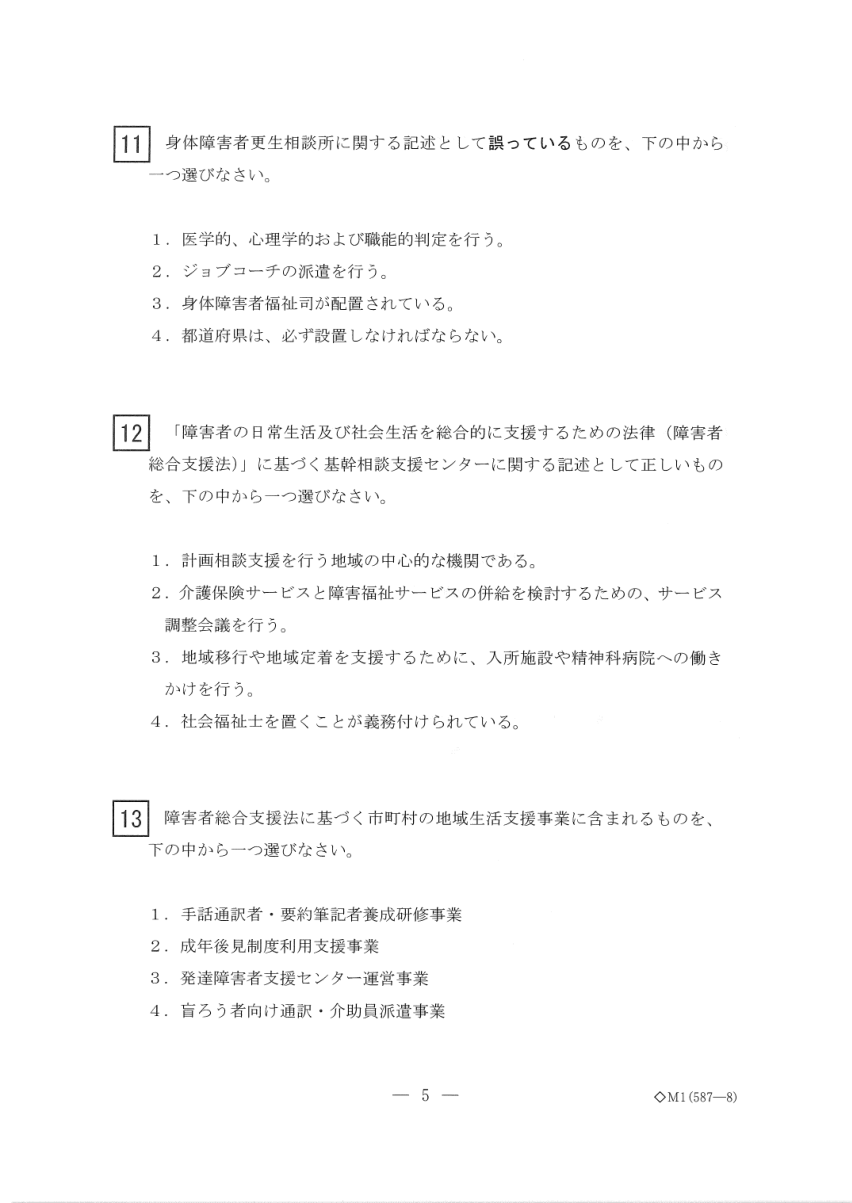 11 身体障害者更生相談所に関する記述として誤っているものを、下の中から
一つ選びなさい。
1．医学的、心理学的および職能的判定を行う。
2．ジョブコーチの派遣を行う。
3．身体障害者福祉司が配置されている。
4．都道府県は、必ず設置しなければならない。
12 「障害者の日常生活及び社会生活を総合的に支援するための法律（障害者
総合支援法）」に基づく基幹相談支援センターに関する記述として正しいもの
を、下の中から一つ選びなさい。
1．計画相談支援を行う地域の中心的な機関である。
2．介護保険サービスと障害福祉サービスの併給を検討するための、サービス
調整会議を行う。
3．地域移行や地域定着を支援するために、入所施設や精神科病院への働き
かけを行う。
4．社会福祉士を置くことが義務付けられている。
13 障害者総合支援法に基づく市町村の地域生活支援事業に含まれるものを、
下の中から一つ選びなさい。
1．手話通訳者・要約筆記者養成研修事業
2．成年後見制度利用支援事業
3．発達障害者支援センター運営事業
4．盲ろう者向け通訳・介助員派遣事業
― 5 ―
◇M1(587―8)